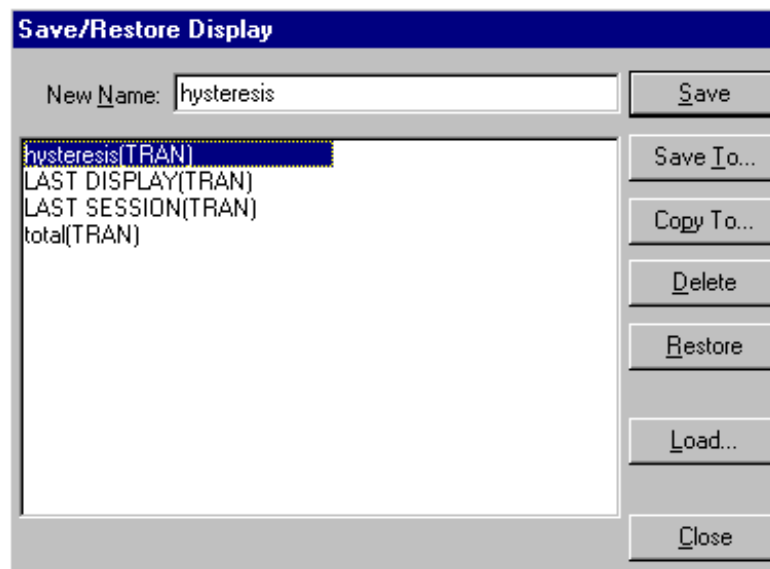 Save/Restore Display
New Name: hysteresis
Save
hysteresis(TRAN)
LAST DISPLAY(TRAN)
LAST SESSION(TRAN)
total(TRAN)
Save To...
Copy To...
Delete
Restore
Load...
Close